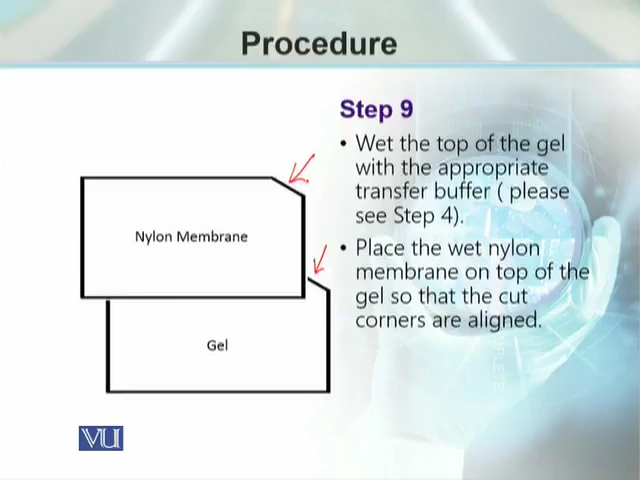 Procedure
Step 9
• Wet the top of the gel
with the appropriate
transfer buffer ( please
see Step 4).
• Place the wet nylon
membrane on top of the
gel so that the cut
corners are aligned.
Nylon Membrane
Gel
VU